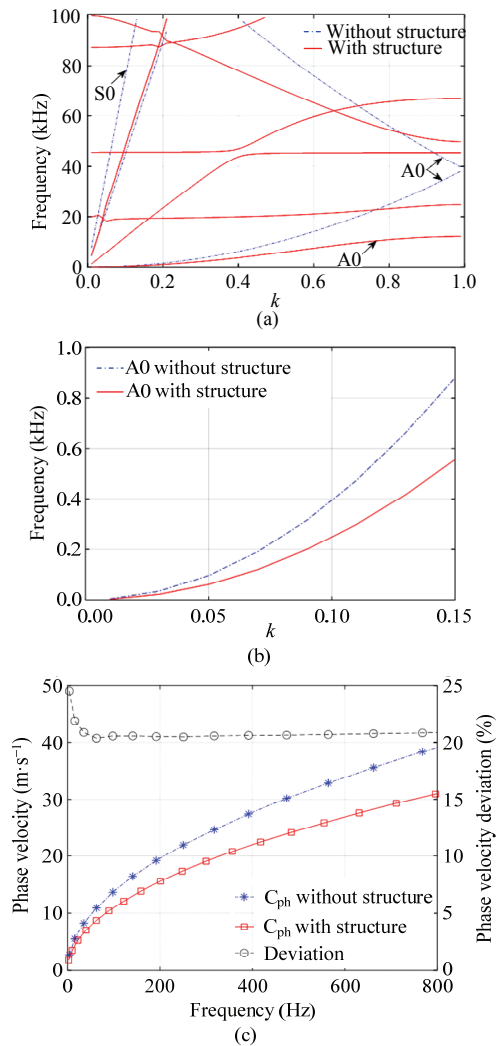 100
80
60
40
20
0
Frequency (kHz)
Without structure
With structure
S0
A0
A0
0 0.2 0.4 0.6 0.8 1.0
k
(a)
1.0
0.8
0.6
0.4
0.2
0.0
Frequency (kHz)
A0 without structure
A0 with structure
0.00 0.05 0.10 0.15
k
(b)
50
40
30
20
10
0
Phase velocity (m·s⁻¹)
25
20
15
10
5
0
Phase velocity deviation (%)
C_ph without structure
C_ph with structure
Deviation
0 200 400 600 800
Frequency (Hz)
(c)